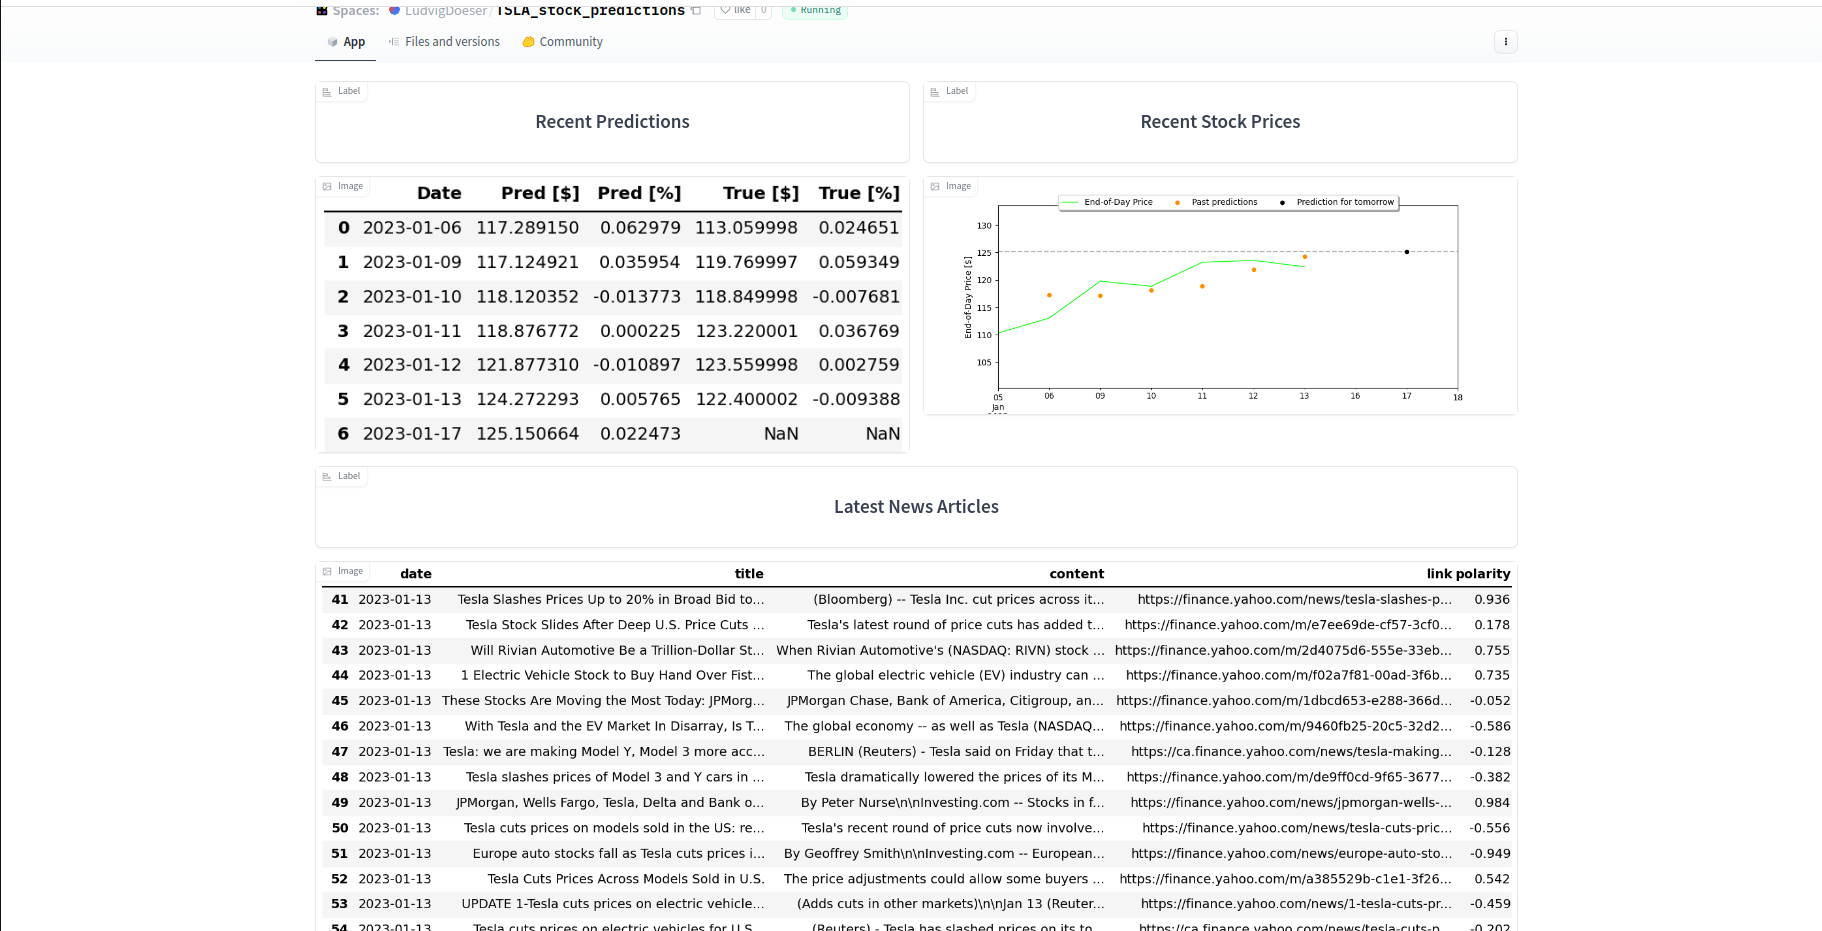 Spaces: LudvigDoeser/TSLA_stock_predictions like 0 Running
App Files and versions Community
Label
Recent Predictions
Label
Recent Stock Prices
Image
Date Pred [$] Pred [%] True [$] True [%]
0 2023-01-06 117.289150 0.062979 113.059998 0.024651
1 2023-01-09 117.124921 0.035954 119.769997 0.059349
2 2023-01-10 118.120352 -0.013773 118.849998 -0.007681
3 2023-01-11 118.876772 0.000225 123.220001 0.036769
4 2023-01-12 121.877310 -0.010897 123.559998 0.002759
5 2023-01-13 124.272293 0.005765 122.400002 -0.009388
6 2023-01-17 125.150664 0.022473 NaN NaN
Image
End-of-Day Price Past predictions Prediction for tomorrow
End-of-Day Price [$]
130
125
120
115
110
105
05 06 09 10 11 12 13 16 17 18
Jan
Label
Latest News Articles
Image
date title content link polarity
41 2023-01-13 Tesla Slashes Prices Up to 20% in Broad Bid to... (Bloomberg) -- Tesla Inc. cut prices across it... https://finance.yahoo.com/news/tesla-slashes-p... 0.936
42 2023-01-13 Tesla Stock Slides After Deep U.S. Price Cuts ... Tesla's latest round of price cuts has added t... https://finance.yahoo.com/m/e7ee69de-cf57-3cf0... 0.178
43 2023-01-13 Will Rivian Automotive Be a Trillion-Dollar St... When Rivian Automotive's (NASDAQ: RIVN) stock ... https://finance.yahoo.com/m/2d4075d6-555e-33eb... 0.755
44 2023-01-13 1 Electric Vehicle Stock to Buy Hand Over Fist... The global electric vehicle (EV) industry can ... https://finance.yahoo.com/m/f02a7f81-00ad-3f6b... 0.735
45 2023-01-13 These Stocks Are Moving the Most Today: JPMorg... JPMorgan Chase, Bank of America, Citigroup, an... https://finance.yahoo.com/m/1dbcd653-e288-366d... -0.052
46 2023-01-13 With Tesla and the EV Market In Disarray, Is T... The global economy -- as well as Tesla (NASDAQ... https://finance.yahoo.com/m/9460fb25-20c5-32d2... -0.586
47 2023-01-13 Tesla: we are making Model Y, Model 3 more acc... BERLIN (Reuters) - Tesla said on Friday that t... https://ca.finance.yahoo.com/news/tesla-making... -0.128
48 2023-01-13 Tesla slashes prices of Model 3 and Y cars in ... Tesla dramatically lowered the prices of its M... https://finance.yahoo.com/m/de9ff0cd-9f65-3677... -0.382
49 2023-01-13 JPMorgan, Wells Fargo, Tesla, Delta and Bank o... By Peter Nurse\n\nInvesting.com -- Stocks in f... https://finance.yahoo.com/news/jpmorgan-wells-... 0.984
50 2023-01-13 Tesla cuts prices on models sold in the US: re... Tesla's recent round of price cuts now involve... https://finance.yahoo.com/news/tesla-cuts-pric... -0.556
51 2023-01-13 Europe auto stocks fall as Tesla cuts prices i... By Geoffrey Smith\n\nInvesting.com -- European... https://finance.yahoo.com/news/europe-auto-sto... -0.949
52 2023-01-13 Tesla Cuts Prices Across Models Sold in U.S. The price adjustments could allow some buyers ... https://finance.yahoo.com/m/a385529b-c1e1-3f26... 0.542
53 2023-01-13 UPDATE 1-Tesla cuts prices on electric vehicle... (Adds cuts in other markets)\n\nJan 13 (Reuter... https://finance.yahoo.com/news/1-tesla-cuts-pr... -0.459
54 2023-01-13 Tesla cuts prices on electric vehicles for U.S... (Reuters) - Tesla has slashed prices on its to... https://ca.finance.yahoo.com/news/tesla-cuts-p... -0.202